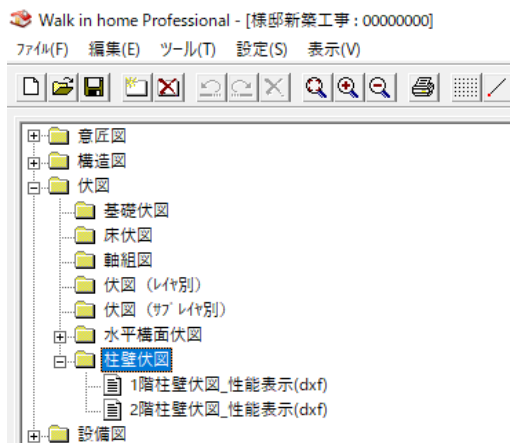 Walk in home Professional - [様邸新築工事 : 00000000]
ﾌｧｲﾙ(F) 編集(E) ツール(T) 設定(S) 表示(V)
意匠図
構造図
伏図
基礎伏図
床伏図
軸組図
伏図（ﾚｲﾔ別）
伏図（ｻﾌﾞﾚｲﾔ別）
水平構面伏図
柱壁伏図
1階柱壁伏図_性能表示(dxf)
2階柱壁伏図_性能表示(dxf)
設備図